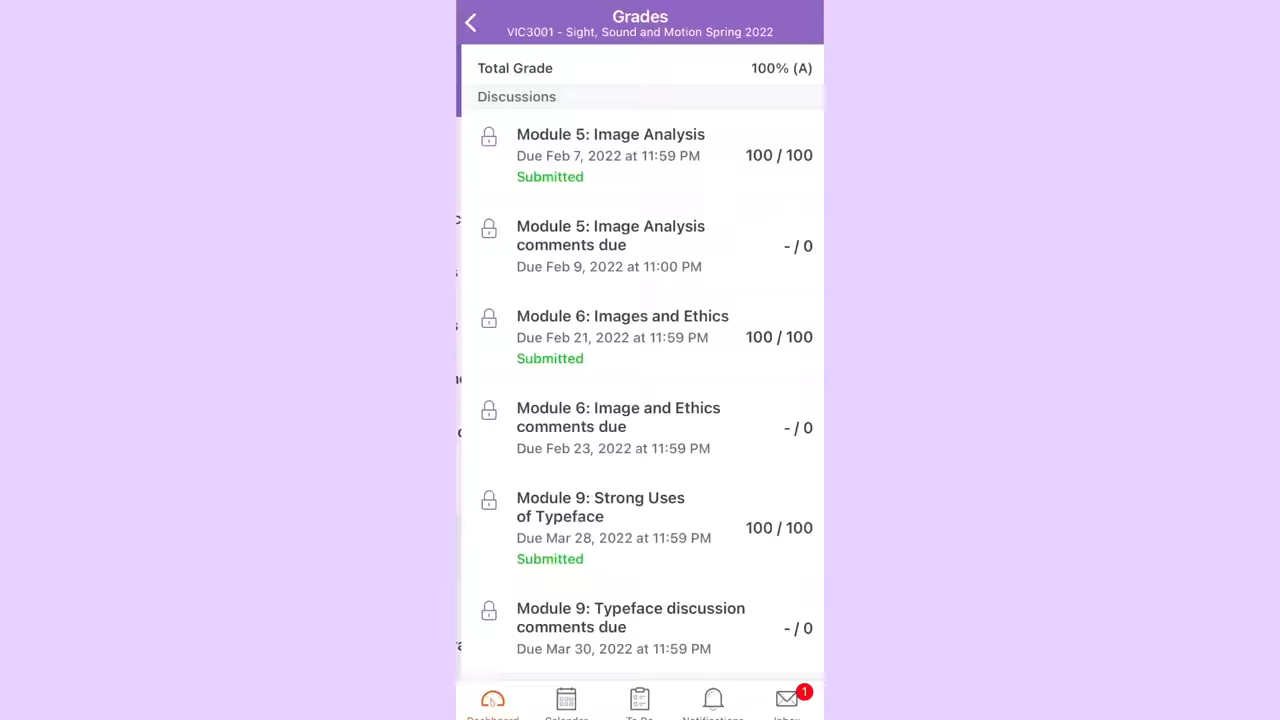 Grades
VIC3001 - Sight, Sound and Motion Spring 2022
Total Grade 100% (A)
Discussions
Module 5: Image Analysis
Due Feb 7, 2022 at 11:59 PM
100 / 100
Submitted
Module 5: Image Analysis
comments due
- / 0
Due Feb 9, 2022 at 11:00 PM
Module 6: Images and Ethics
Due Feb 21, 2022 at 11:59 PM
100 / 100
Submitted
Module 6: Image and Ethics
comments due
- / 0
Due Feb 23, 2022 at 11:59 PM
Module 9: Strong Uses
of Typeface
100 / 100
Due Mar 28, 2022 at 11:59 PM
Submitted
Module 9: Typeface discussion
comments due
- / 0
Due Mar 30, 2022 at 11:59 PM
1